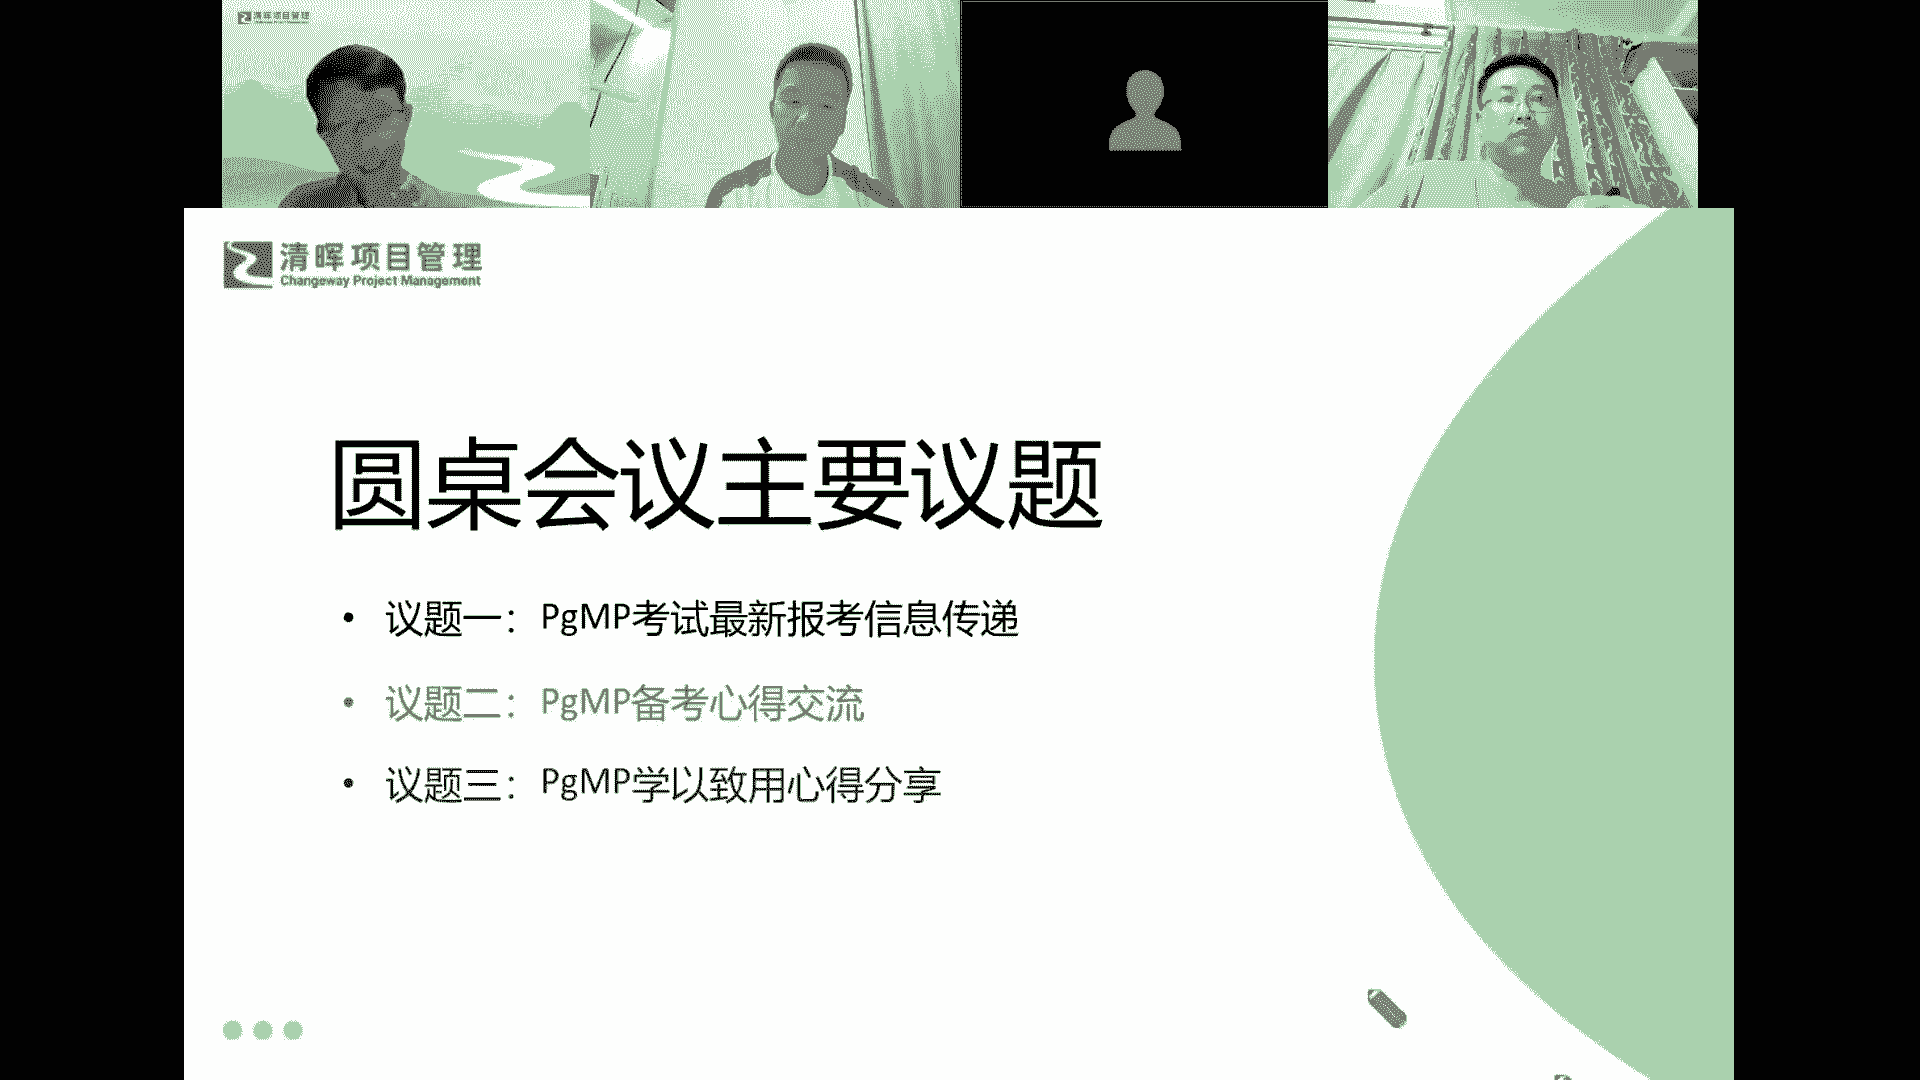 清晖项目管理
清晖项目管理
Changeway Project Management
圆桌会议主要议题
• 议题一：PgMP考试最新报考信息传递
• 议题二：PgMP备考心得交流
• 议题三：PgMP学以致用心得分享